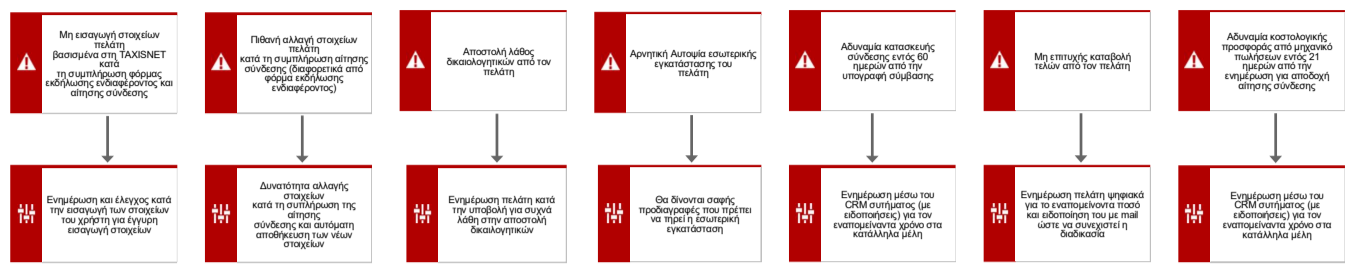 Μη εισαγωγή στοιχείων
πελάτη
βασισμένα στη TAXISNET
κατά
τη συμπλήρωση φόρμας
εκδήλωσης ενδιαφέροντος και
αίτησης σύνδεσης
Πιθανή αλλαγή στοιχείων
πελάτη
κατά τη συμπλήρωση αίτησης
σύνδεσης (διαφορετικά από
φόρμα εκδήλωσης
ενδιαφέροντος)
Αποστολή λάθος
δικαιολογητικών από τον
πελάτη
Αρνητική Αυτοψία εσωτερικής
εγκατάστασης του
πελάτη
Αδυναμία κατασκευής
σύνδεσης εντός 60
ημερών από την
υπογραφή σύμβασης
Μη επιτυχής καταβολή
τελών από τον πελάτη
Αδυναμία κοστολογικής
προσφοράς από μηχανικό
πωλήσεων εντός 21
ημερών από την
ενημέρωση για αποδοχή
αίτησης σύνδεσης
Ενημέρωση και έλεγχος κατά
την εισαγωγή των στοιχείων
του χρήστη για έγγυρη
εισαγωγή στοιχείων
Δυνατότητα αλλαγής
στοιχείων
κατά τη συπλήρωση της
αίτησης
σύνδεσης και αυτόματη
αποθήκευση των νέων
στοιχείων
Ενημέρωση πελάτη κατά
την υποβολή για συχνά
λάθη στην αποστολή
δικαιλογητικών
Θα δίνονται σαφής
προδιαγραφές που πρέπει
να τηρεί η εσωτερική
εγκατάσταση
Ενημέρωση μέσω του
CRM συτήματος (με
ειδοποιήσεις) για τον
εναπομείναντα χρόνο στα
κατάλληλα μέλη
Ενημέρωση πελάτη ψηφιακά
για το εναπομείνοντα ποσό
και ειδοποίηση του με mail
ώστε να συνεχιστεί η
διαδικασία
Ενημέρωση μέσω του
CRM συτήματος (με
ειδοποιήσεις) για τον
εναπομείναντα χρόνο στα
κατάλληλα μέλη